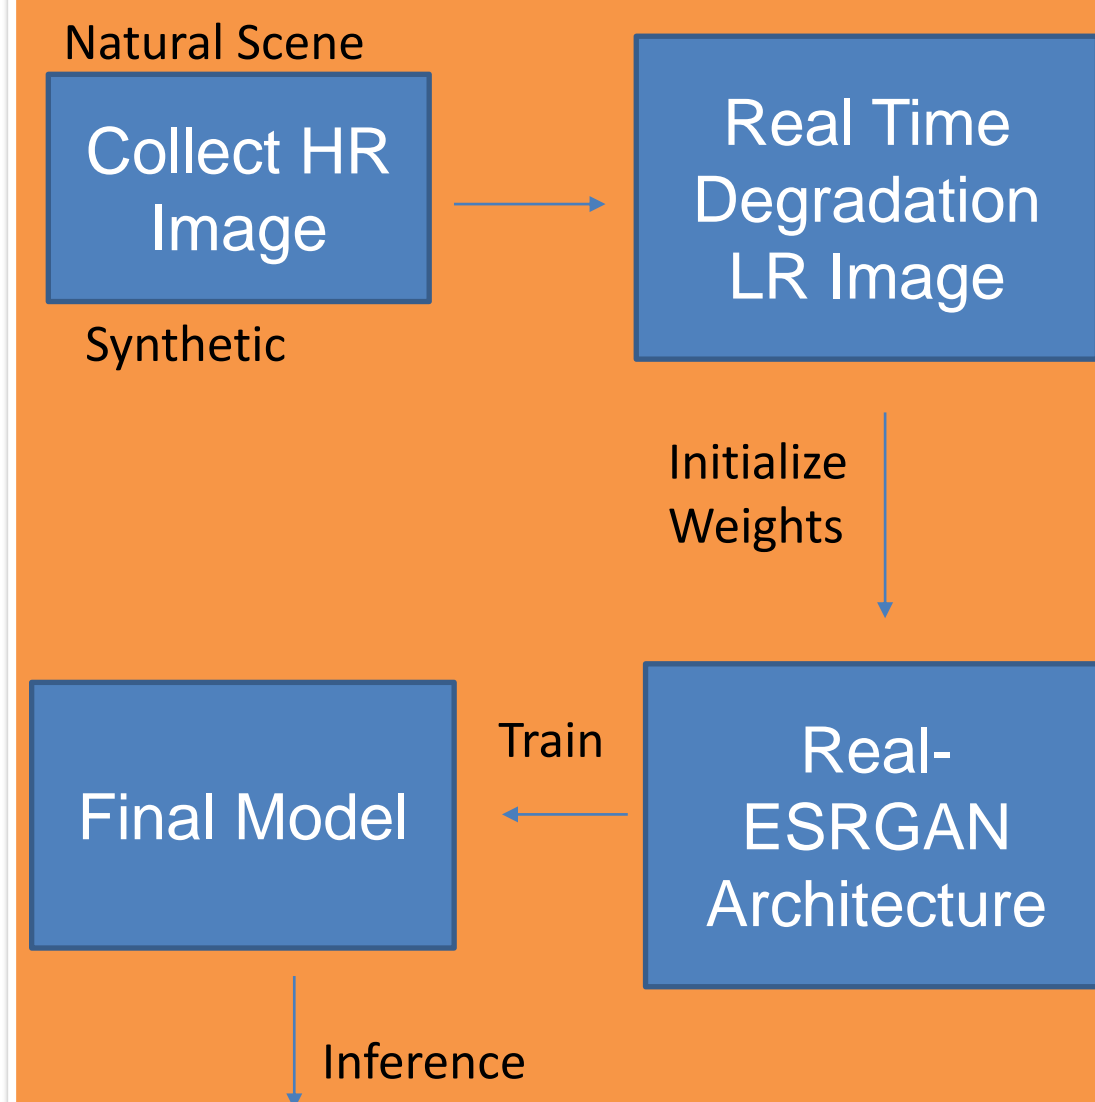 Natural Scene
Collect HR
Image
Synthetic
Real Time
Degradation
LR Image
Initialize
Weights
Real-
ESRGAN
Architecture
Train
Final Model
Inference